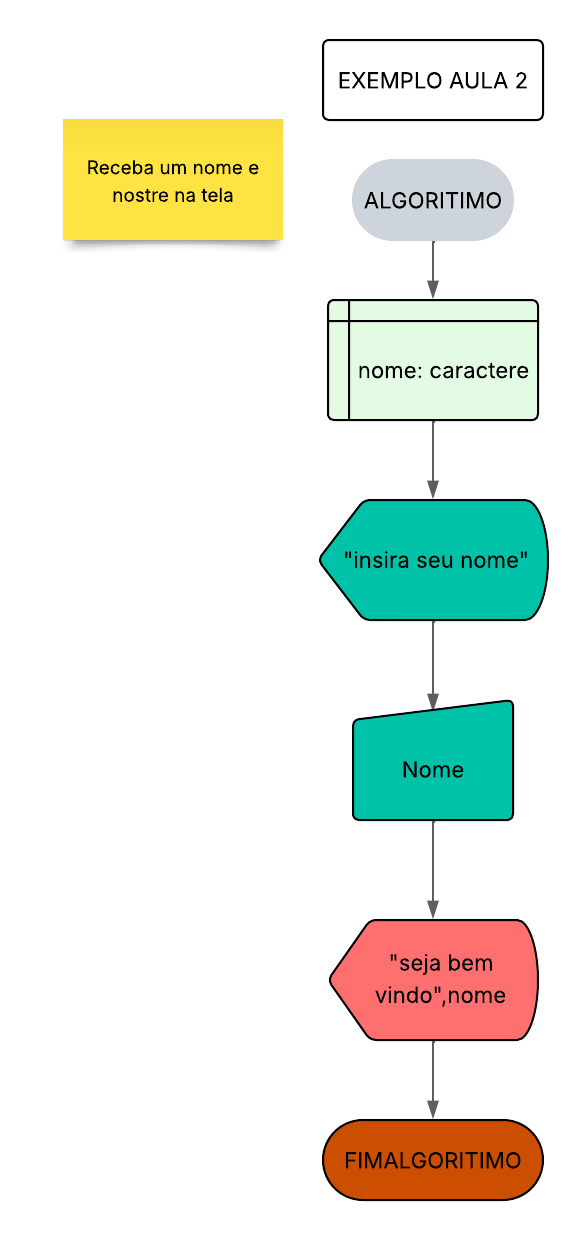 EXEMPLO AULA 2
Receba um nome e
nostre na tela
ALGORITIMO
nome: caractere
"insira seu nome"
Nome
"seja bem
vindo",nome
FIMALGORITIMO